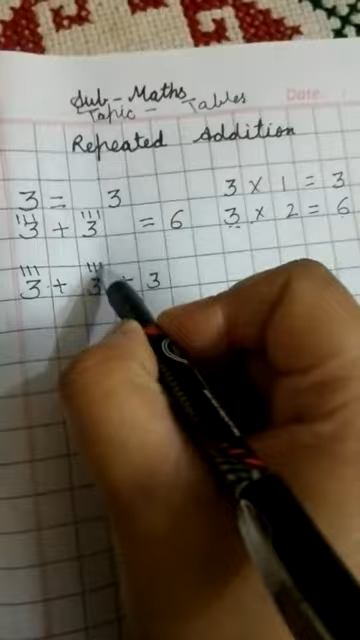 Sub - Maths
Topic - Tables
Date.
Repeated Addition
3 = 3
3 × 1 = 3
3 + 3 = 6
3 × 2 = 6
3 + 3 + 3